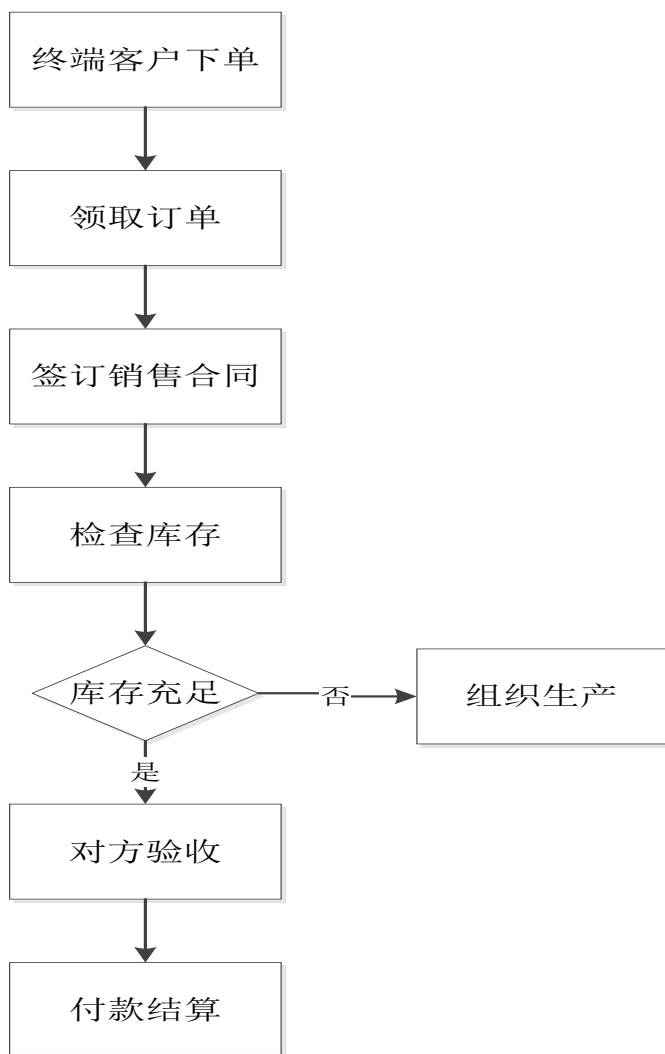 终端客户下单
领取订单
签订销售合同
检查库存
库存充足
否
组织生产
是
对方验收
付款结算